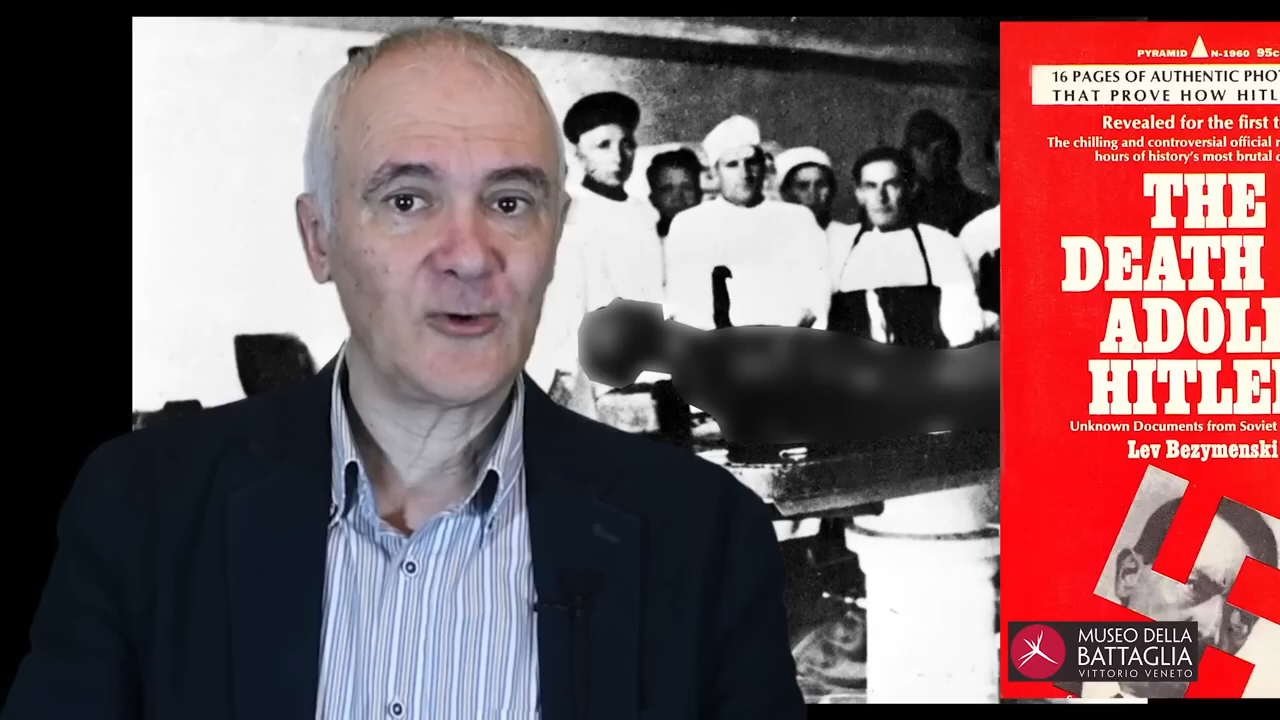 PYRAMID N-1960 95c
16 PAGES OF AUTHENTIC
THAT PROVE HOW
Revealed for the first
The chilling and controversial official
hours of history's most brutal
THE
DEATH
ADOL
HITLE
Unknown Documents from Soviet
Lev Bezymenski
MUSEO DELLA
BATTAGLIA
VITTORIO VENETO